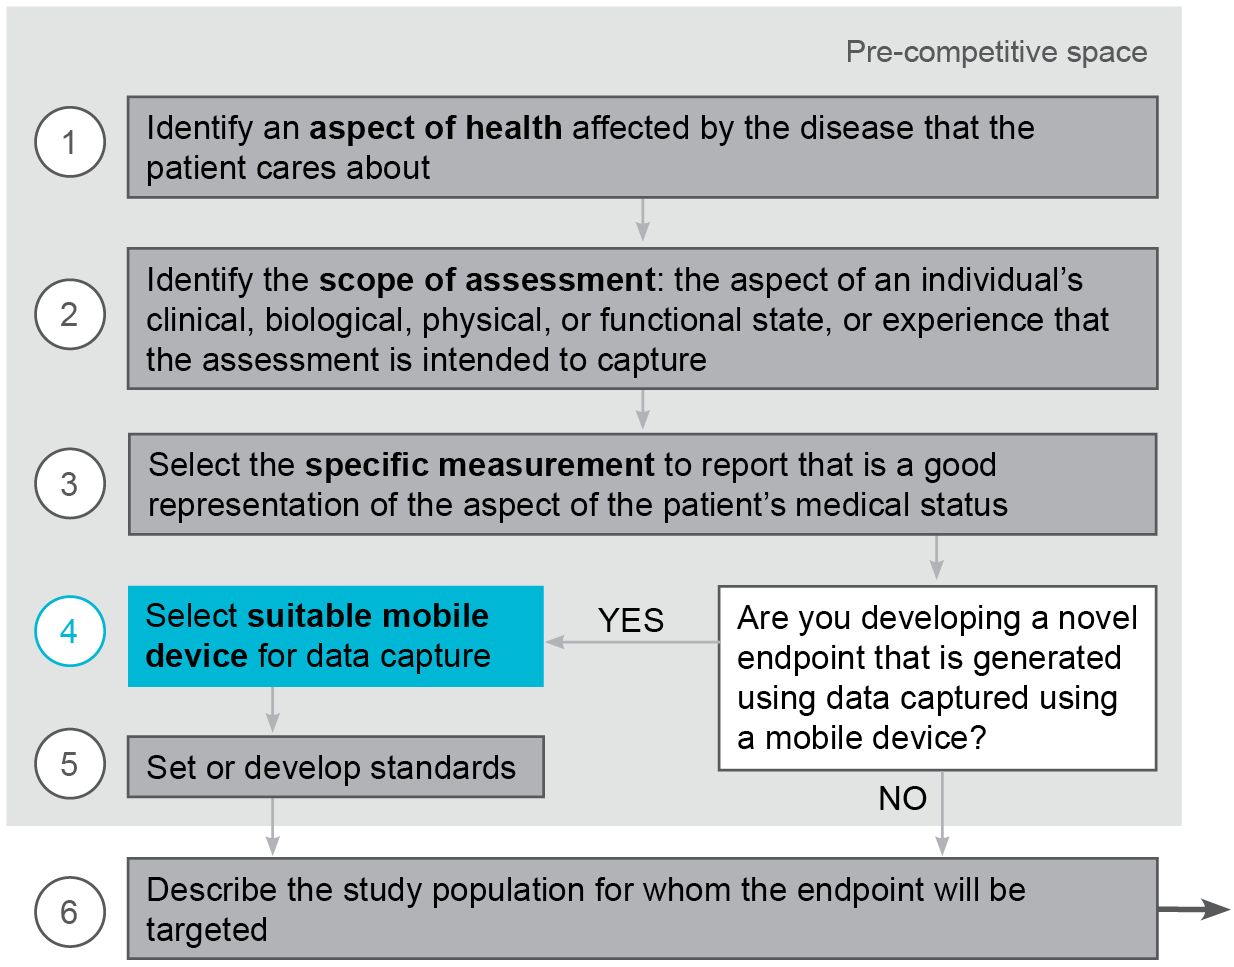 Pre-competitive space
1
Identify an aspect of health affected by the disease that the
patient cares about
2
Identify the scope of assessment: the aspect of an individual’s
clinical, biological, physical, or functional state, or experience that
the assessment is intended to capture
3
Select the specific measurement to report that is a good
representation of the aspect of the patient’s medical status
4
Select suitable mobile
device for data capture
YES
Are you developing a novel
endpoint that is generated
using data captured using
a mobile device?
5
Set or develop standards
NO
6
Describe the study population for whom the endpoint will be
targeted